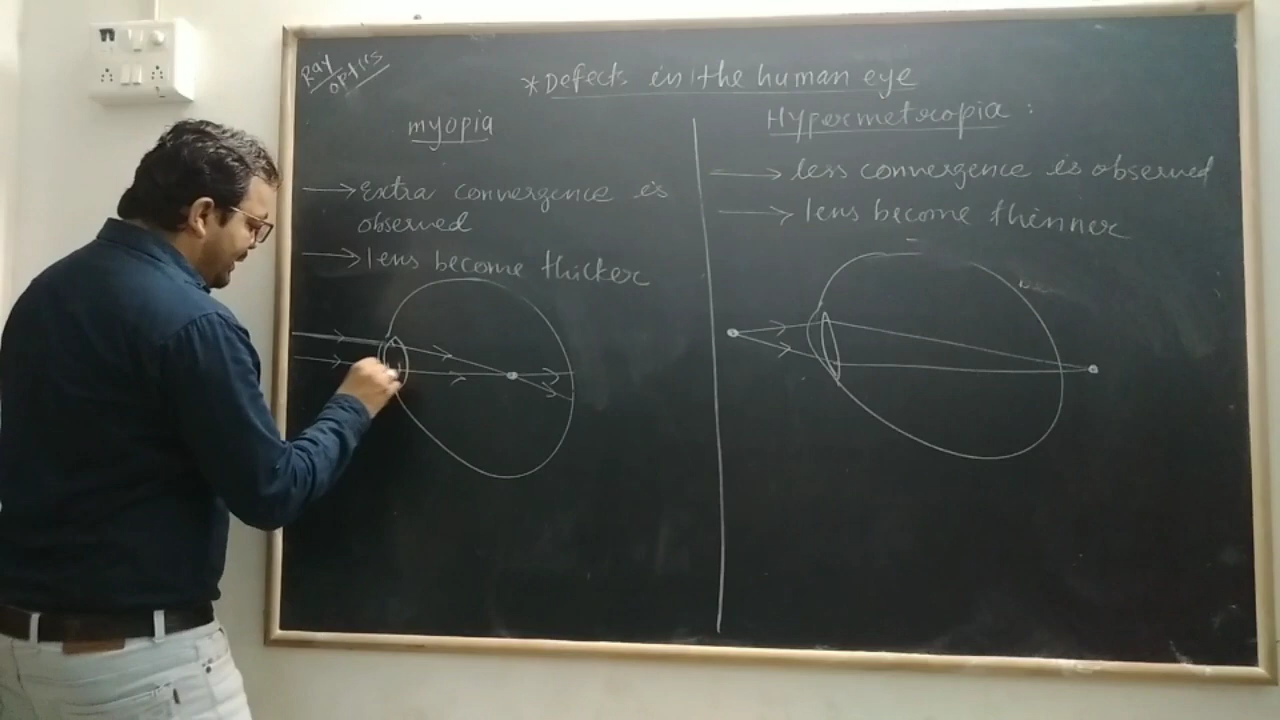 Ray
optics
*Defects in the human eye
myopia
→ Extra convergence is
observed
→ lens become thicker
Hypermetropia :
→ less convergence is observed
→ lens become thinner